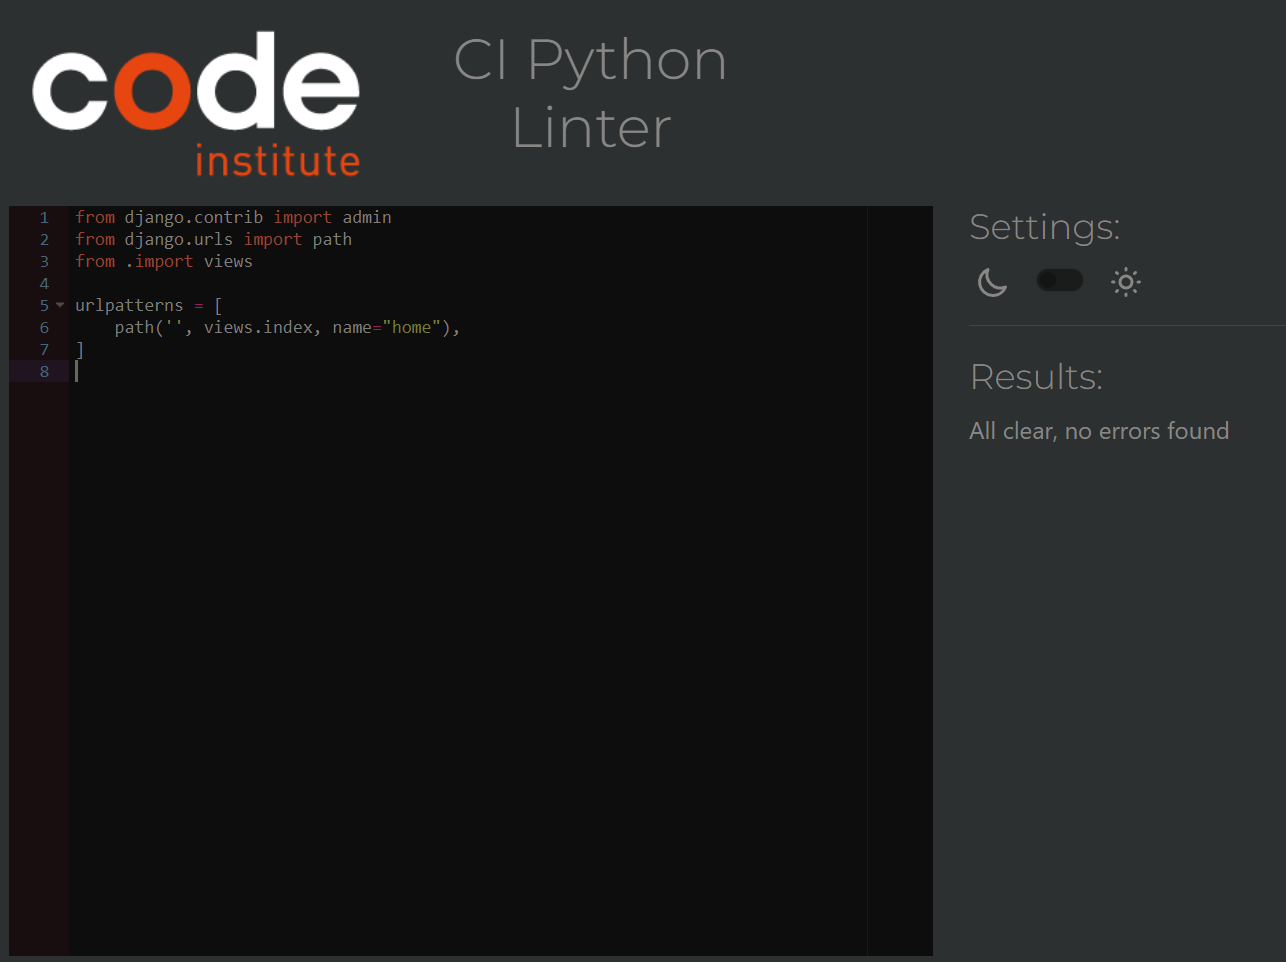 code
institute
CI Python
Linter
1 from django.contrib import admin
2 from django.urls import path
3 from .import views
4
5 urlpatterns = [
6     path('', views.index, name="home"),
7 ]
8
Settings:
Results:
All clear, no errors found